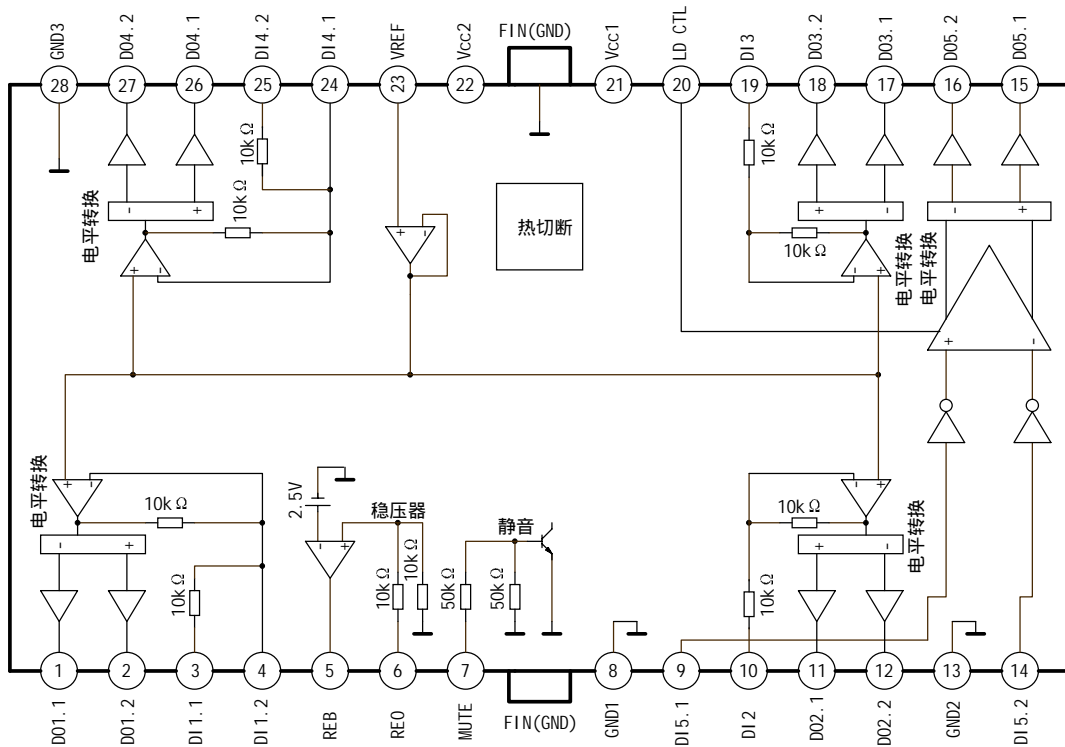 GND3
DO4.2
DO4.1
DI4.2
DI4.1
VREF
Vcc2
FIN(GND)
Vcc1
LD CTL
DI3
DO3.2
DO3.1
DO5.2
DO5.1
28
27
26
25
24
23
22
21
20
19
18
17
16
15
10kΩ
10kΩ
- +
电平转换
+ -
+ -
热切断
10kΩ
10kΩ
+ -
- +
电平转换
电平转换
- +
+ -
电平转换
+ -
10kΩ
- +
10kΩ
2.5V
- +
稳压器
10kΩ
10kΩ
静音
50kΩ
50kΩ
- +
10kΩ
+ -
电平转换
10kΩ
1
2
3
4
5
6
7
8
9
10
11
12
13
14
DO1.1
DO1.2
DI1.1
DI1.2
REB
REO
MUTE
FIN(GND)
GND1
DI5.1
DI2
DO2.1
DO2.2
GND2
DI5.2